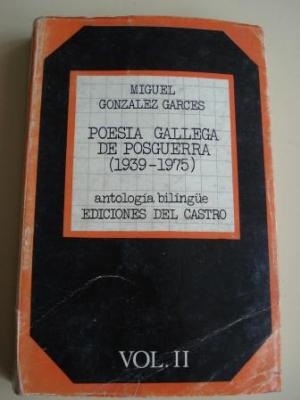 MIGUEL
GONZALEZ GARCES
POESIA GALLEGA
DE POSGUERRA
(1939-1975)
antología bilingüe
EDICIONES DEL CASTRO
VOL. II